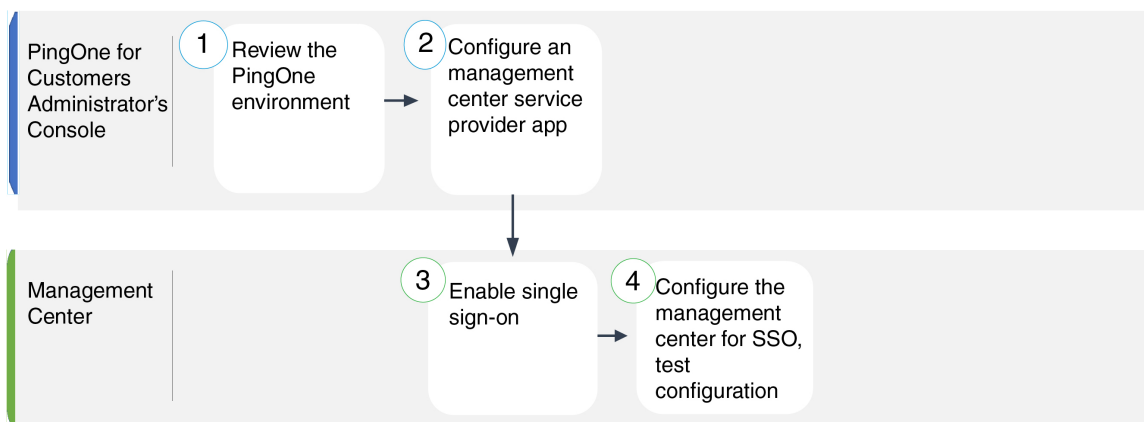 PingOne for
Customers
Administrator's
Console
1
Review the
PingOne
environment
2
Configure an
management
center service
provider app
Management
Center
3
Enable single
sign-on
4
Configure the
management
center for SSO,
test
configuration